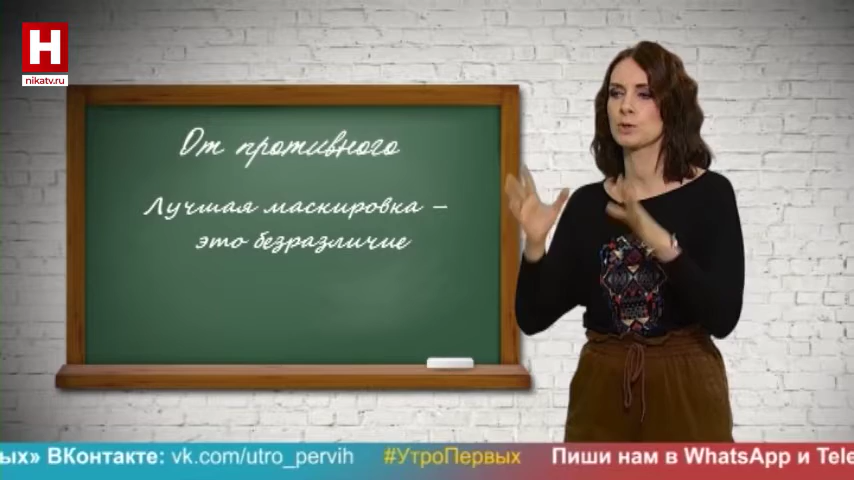 Н
nikatv.ru
От противного
Лучшая маскировка –
это безразличие
ых» ВКонтакте: vk.com/utro_pervih #УтроПервых Пиши нам в WhatsApp и Tele